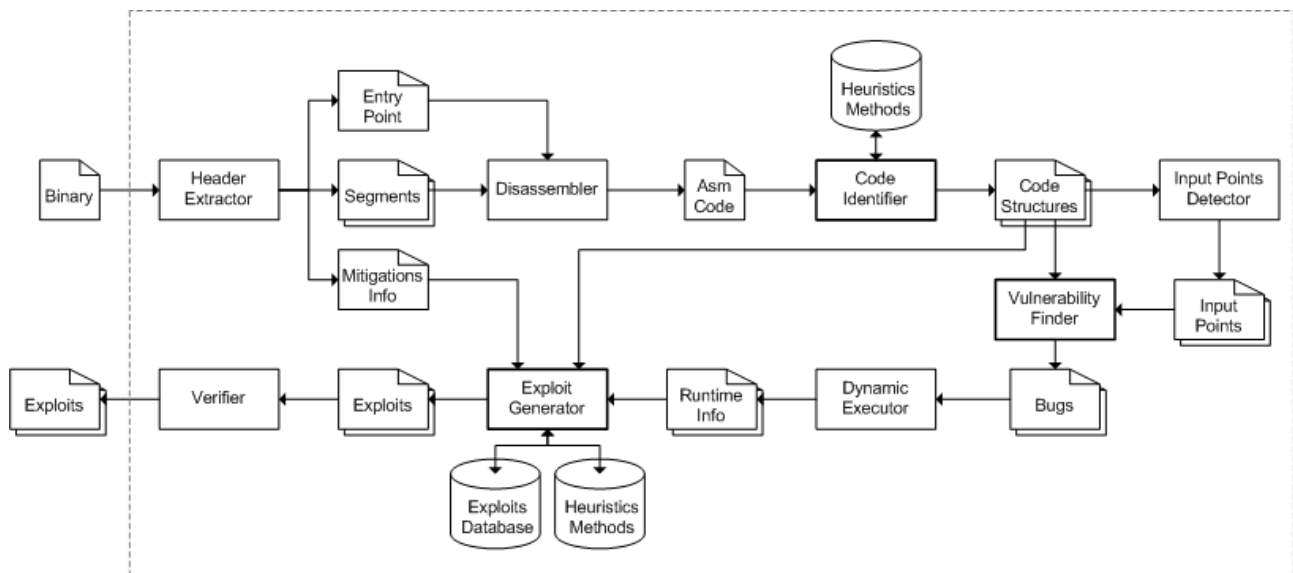 Entry
Point
Heuristics
Methods
Binary
Header
Extractor
Segments
Disassembler
Asm
Code
Code
Identifier
Code
Structures
Input Points
Detector
Mitigations
Info
Vulnerability
Finder
Input
Points
Exploits
Verifier
Exploits
Exploit
Generator
Runtime
Info
Dynamic
Executor
Bugs
Exploits
Database
Heuristics
Methods